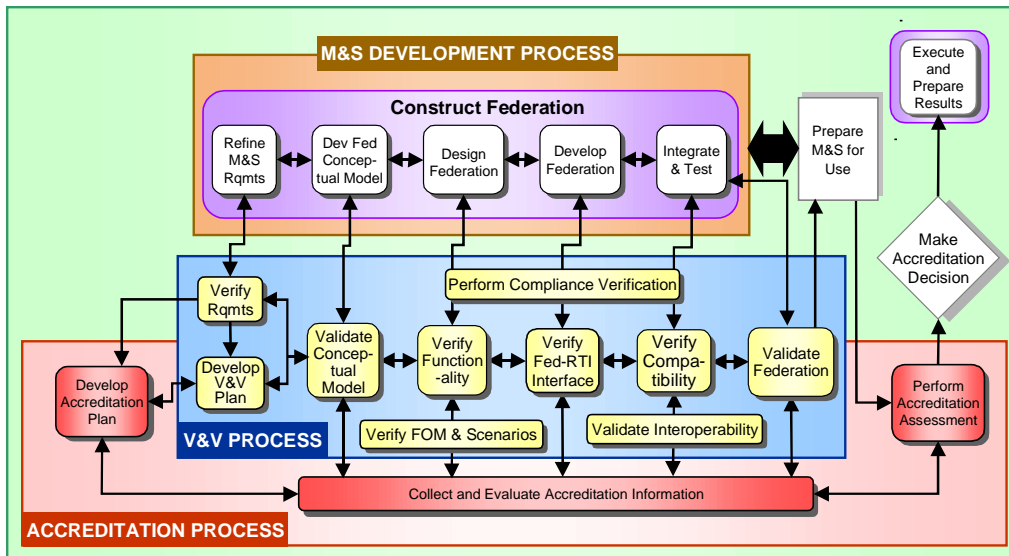 M&S DEVELOPMENT PROCESS
Construct Federation
Refine
M&S
Rqmts
Dev Fed
Concep-
tual Model
Design
Federation
Develop
Federation
Integrate
& Test
Prepare
M&S for
Use
Execute
and
Prepare
Results
Make
Accreditation
Decision
Perform Compliance Verification
Verify
Rqmts
Develop
V&V
Plan
Validate
Concep-
tual
Model
Verify
Function
-ality
Verify
Fed-RTI
Interface
Verify
Compa-
tibility
Validate
Federation
Develop
Accreditation
Plan
Perform
Accreditation
Assessment
V&V PROCESS
Verify FOM & Scenarios
Validate Interoperability
Collect and Evaluate Accreditation Information
ACCREDITATION PROCESS